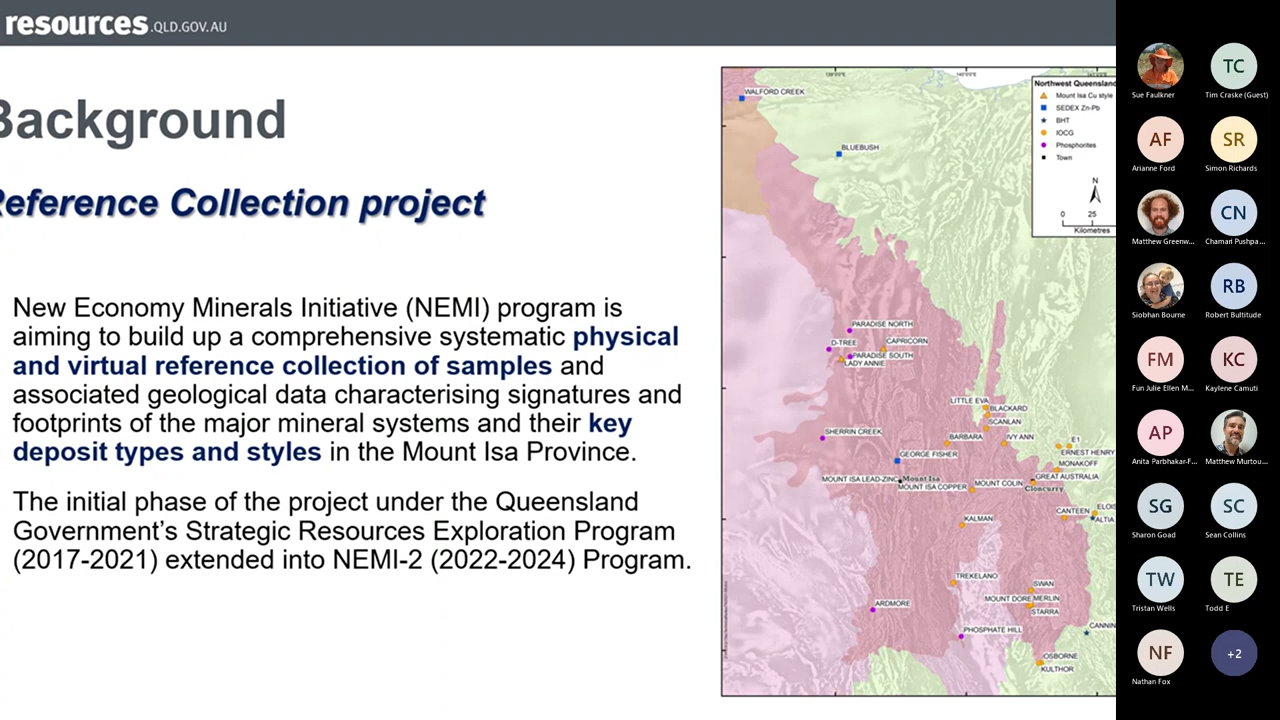 resources.QLD.GOV.AU
Background
Reference Collection project
New Economy Minerals Initiative (NEMI) program is
aiming to build up a comprehensive systematic physical
and virtual reference collection of samples and
associated geological data characterising signatures and
footprints of the major mineral systems and their key
deposit types and styles in the Mount Isa Province.
The initial phase of the project under the Queensland
Government's Strategic Resources Exploration Program
(2017-2021) extended into NEMI-2 (2022-2024) Program.
Northwest Queensland
Mount Isa Cu style
SEDEX Zn-Pb
BHT
IOCG
Phosphorites
Town
N
0 25
Kilometres
WALFORD CREEK
BLUEBUSH
PARADISE NORTH
D-TREE
CAPRICORN
PARADISE SOUTH
LADY ANNIE
LITTLE EVA
BLACKARD
SCANLAN
SHERRIN CREEK
BARBARA
IVY ANN
E1
ERNEST HENRY
GEORGE FISHER
MONAKOFF
MOUNT ISA LEAD-ZINC
Mount Isa
GREAT AUSTRALIA
MOUNT ISA COPPER
MOUNT COLIN
Cloncurry
CANTEEN
ELOIS
ALTIA
KALMAN
TREKELANO
SWAN
MOUNT DORE
MERLIN
STARRA
ARDMORE
PHOSPHATE HILL
CANNIN
OSBORNE
KULTHOR
Sue Faulkner
TC
Tim Craske (Guest)
AF
Arianne Ford
SR
Simon Richards
Matthew Greenw...
CN
Chamari Pushpa...
Siobhan Bourne
RB
Robert Bultitude
FM
Fun Julie Ellen M...
KC
Kaylene Camuti
AP
Anita Parbhakar-F...
Matthew Murtou...
SG
Sharon Goad
SC
Sean Collins
TW
Tristan Wells
TE
Todd E
NF
Nathan Fox
+2